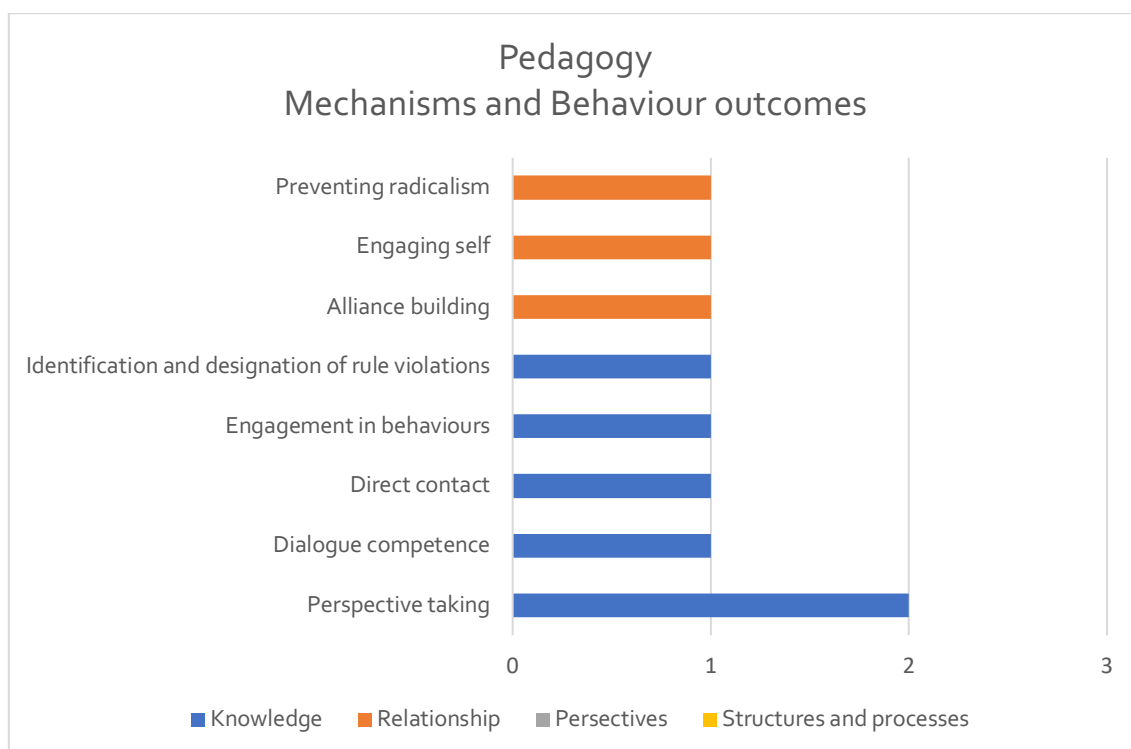 Pedagogy
Mechanisms and Behaviour outcomes
Preventing radicalism
Engaging self
Alliance building
Identification and designation of rule violations
Engagement in behaviours
Direct contact
Dialogue competence
Perspective taking
0 1 2 3
Knowledge Relationship Persectives Structures and processes